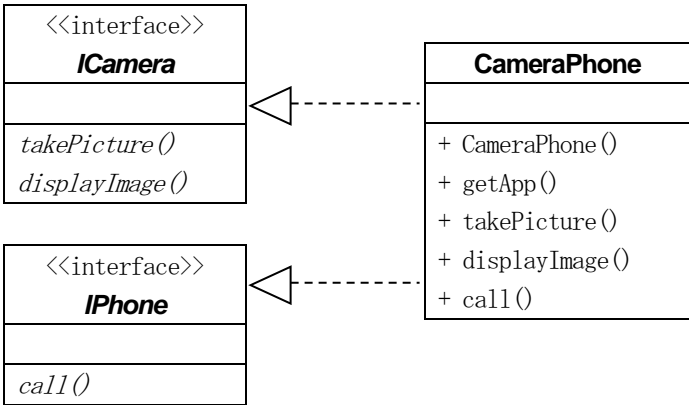 <<interface>>
ICamera
takePicture()
displayImage()
<<interface>>
IPhone
call()
CameraPhone
+ CameraPhone()
+ getApp()
+ takePicture()
+ displayImage()
+ call()